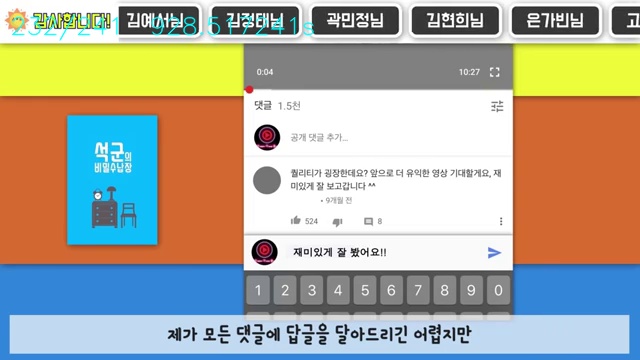 감사합니다! 김예서님 김정태님 곽민정님 김현희님 은가빈님 고
928.517241s
0:04 10:27
댓글 1.5천
석군의
비밀수납장
공개 댓글 추가...
퀄리티가 굉장한데요? 앞으로 더 유익한 영상 기대할게요, 재
미있게 잘 보고갑니다 ^^
• 9개월 전
524 8
재미있게 잘 봤어요!!
1 2 3 4 5 6 7 8 9 0
제가 모든 댓글에 답글을 달아드리긴 어렵지만